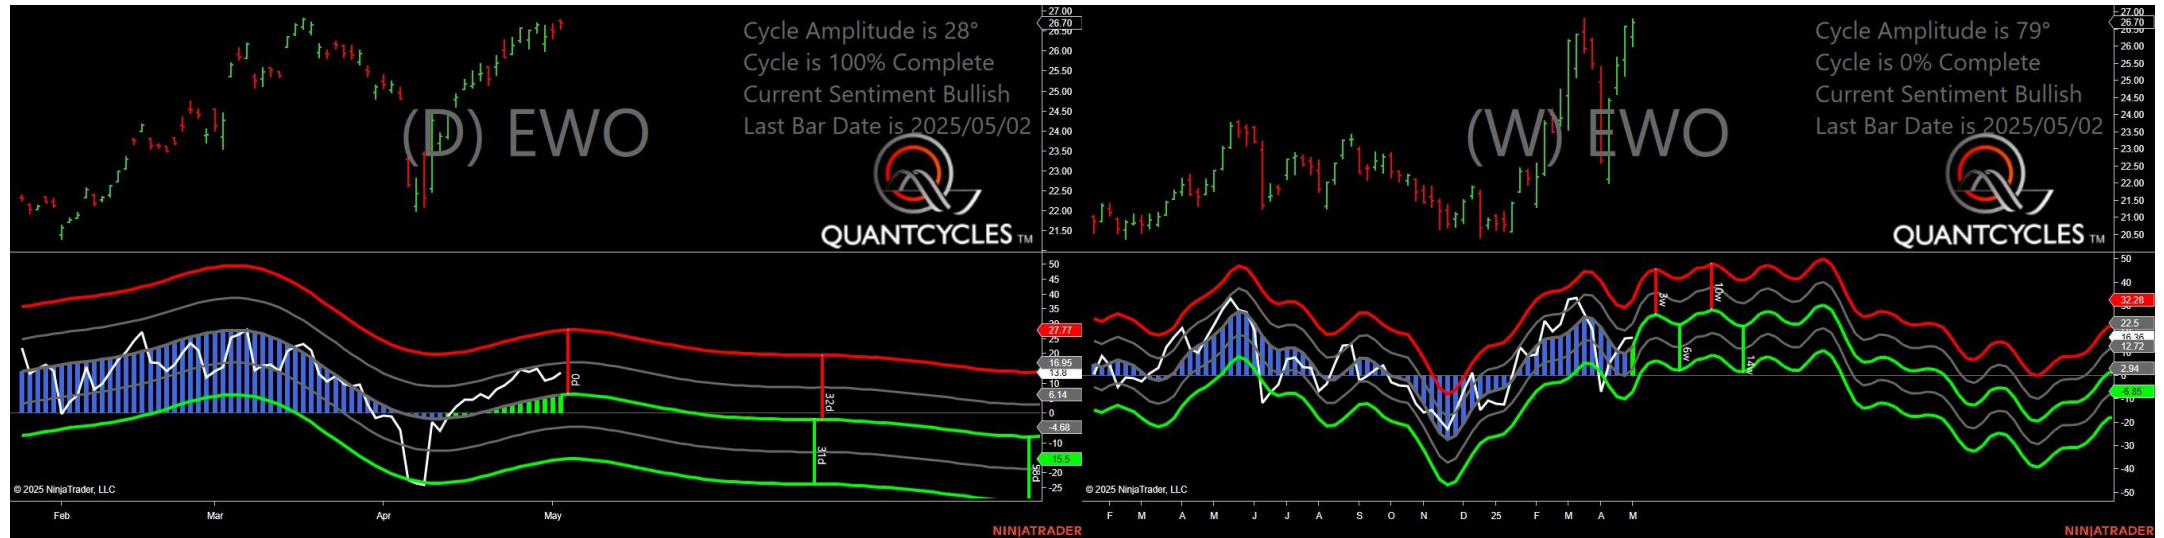 Cycle Amplitude is 28°
Cycle is 100% Complete
Current Sentiment Bullish
Last Bar Date is 2025/05/02
(D) EWO
QUANTCYCLES TM
27.00
26.70
26.50
26.00
25.50
25.00
24.50
24.00
23.50
23.00
22.50
22.00
21.50
50
45
40
35
27.77
25
20
16.95
13.8
10
6.14
0
-4.68
-10
-15.5
-20
-25
0d
32d
31d
58d
© 2025 NinjaTrader, LLC
Feb Mar Apr May
NINJATRADER
Cycle Amplitude is 79°
Cycle is 0% Complete
Current Sentiment Bullish
Last Bar Date is 2025/05/02
(W) EWO
QUANTCYCLES TM
27.00
26.70
26.50
26.00
25.50
25.00
24.50
24.00
23.50
23.00
22.50
22.00
21.50
21.00
20.50
50
40
32.28
22.5
16.36
12.72
2.94
-6.85
-20
-30
-40
-50
10w
6w
14w
© 2025 NinjaTrader, LLC
F M A M J J A S O N D 25 F M A M
NINJATRADER